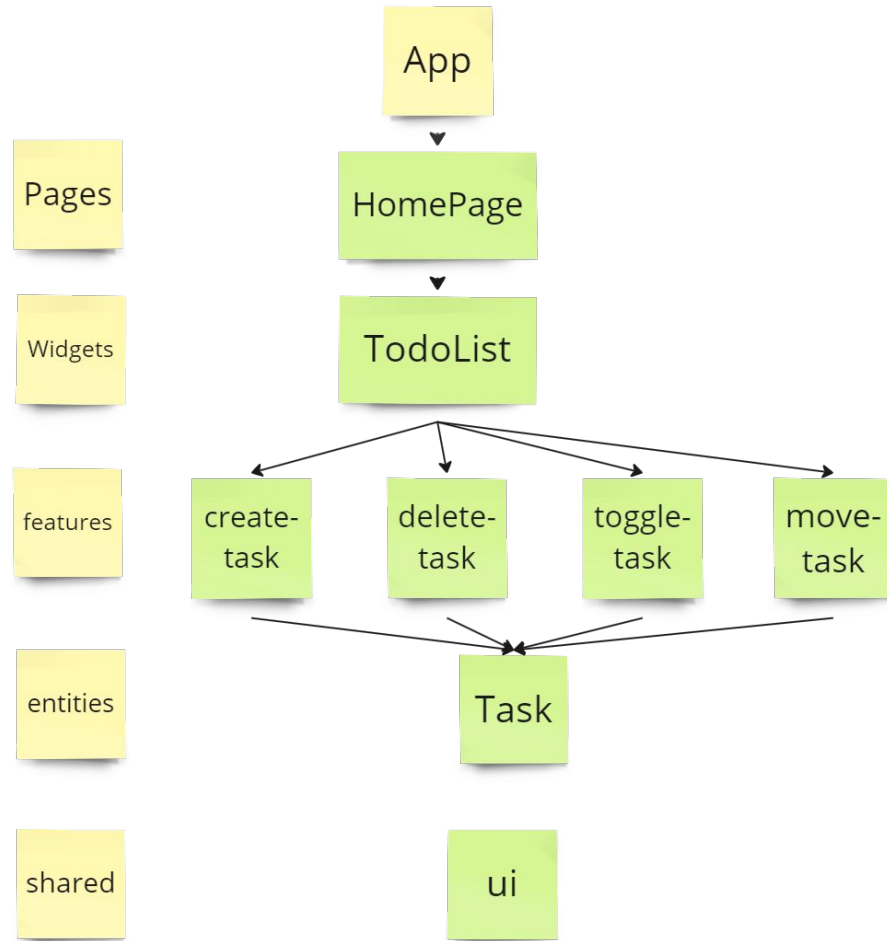 App
Pages
HomePage
Widgets
TodoList
features
create-
task
delete-
task
toggle-
task
move-
task
entities
Task
shared
ui